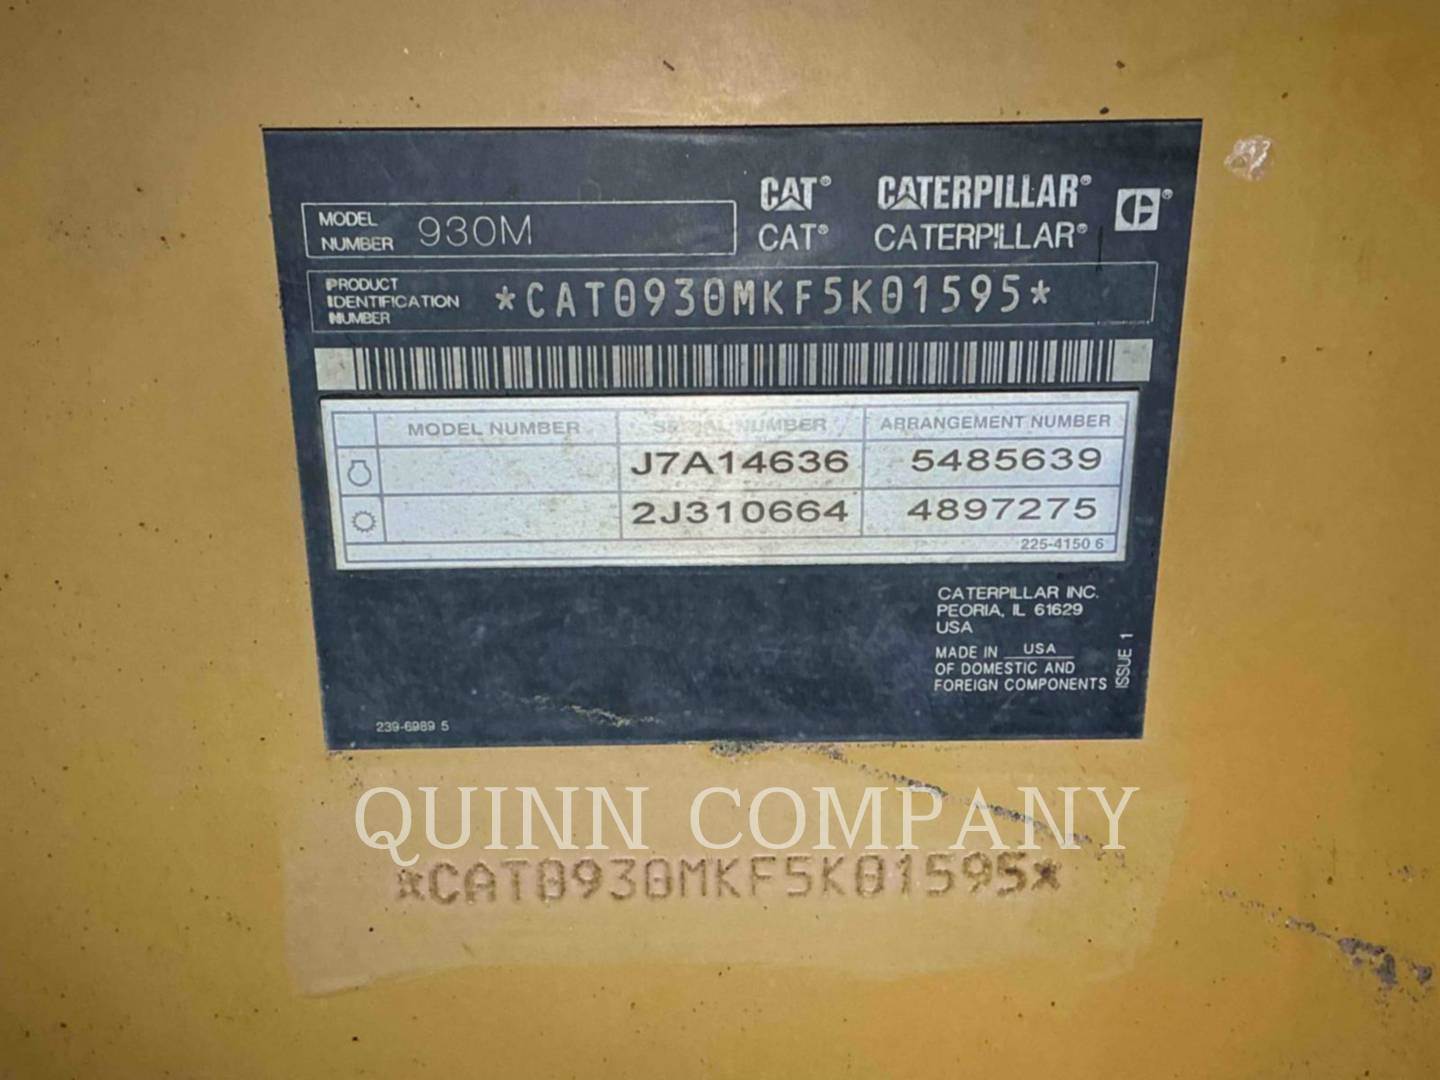 CAT® CATERPILLAR®
MODEL NUMBER 930M
CAT® CATERPILLAR®
PRODUCT IDENTIFICATION NUMBER *CAT0930MKF5K01595*
MODEL NUMBER SERIAL NUMBER ARRANGEMENT NUMBER
J7A14636 5485639
2J310664 4897275
225-4150 6
CATERPILLAR INC.
PEORIA, IL 61629
USA
MADE IN USA
OF DOMESTIC AND
FOREIGN COMPONENTS
ISSUE 1
239-6989 5
QUINN COMPANY
*CAT0930MKF5K01595*